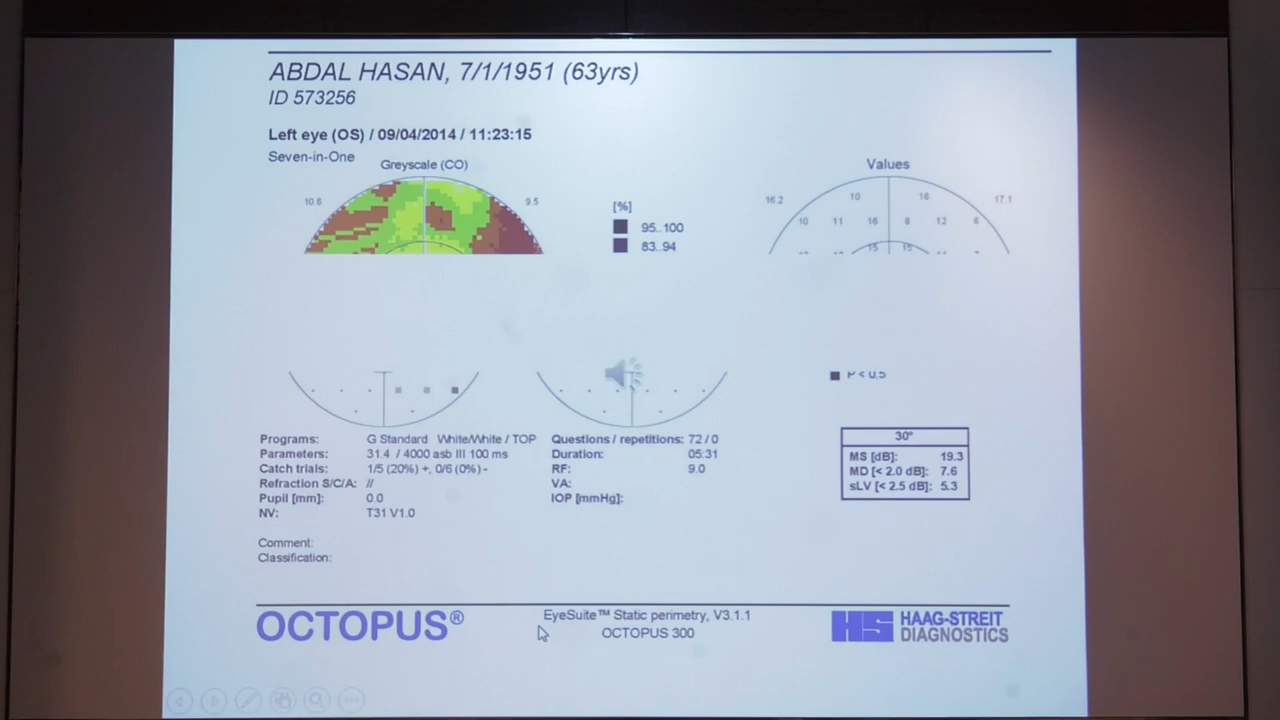 ABDAL HASAN, 7/1/1951 (63yrs)
ID 573256
Left eye (OS) / 09/04/2014 / 11:23:15
Seven-in-One
Greyscale (CO)
Values
10.6
9.5
[%]
95..100
83..94
16.2
10
16
17.1
10 11 16 8 12 6
15 15
P < 0.5
Programs: G Standard White/White / TOP
Parameters: 31.4 / 4000 asb III 100 ms
Catch trials: 1/5 (20%) +, 0/6 (0%) -
Refraction S/C/A: //
Pupil [mm]: 0.0
NV: T31 V1.0
Questions / repetitions: 72 / 0
Duration: 05:31
RF: 9.0
VA:
IOP [mmHg]:
30°
MS [dB]: 19.3
MD [< 2.0 dB]: 7.6
sLV [< 2.5 dB]: 5.3
Comment:
Classification:
OCTOPUS®
EyeSuite™ Static perimetry, V3.1.1
OCTOPUS 300
HS HAAG-STREIT
DIAGNOSTICS